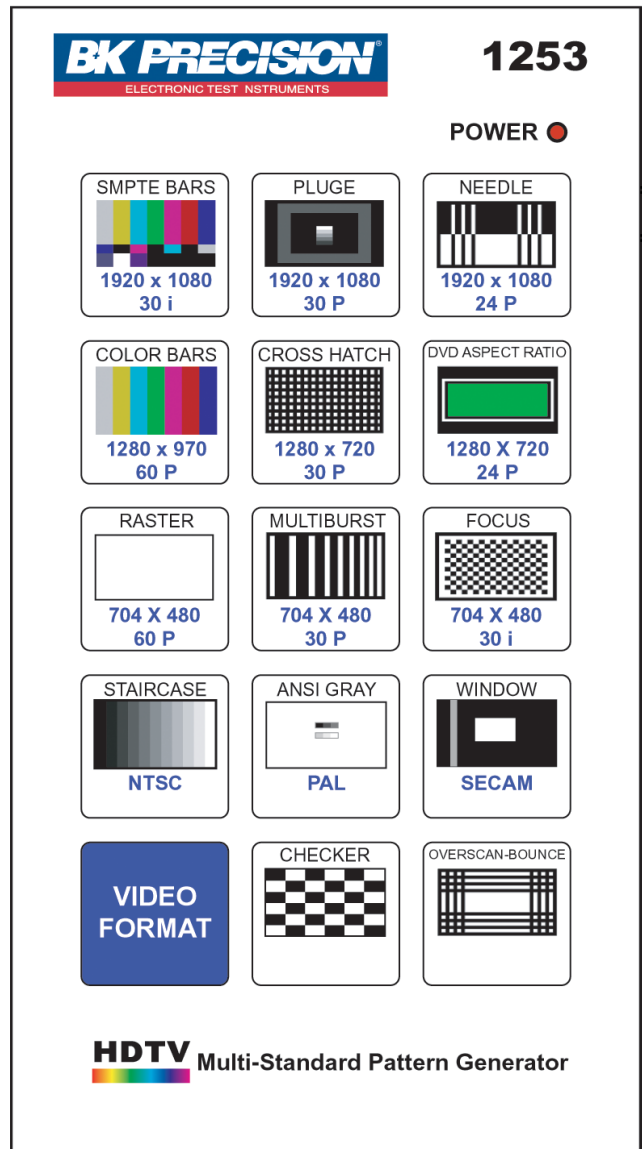 BK PRECISION®
1253
ELECTRONIC TEST NSTRUMENTS
POWER
SMPTE BARS
1920 x 1080
30 i
PLUGE
1920 x 1080
30 P
NEEDLE
1920 x 1080
24 P
COLOR BARS
1280 x 970
60 P
CROSS HATCH
1280 x 720
30 P
DVD ASPECT RATIO
1280 X 720
24 P
RASTER
704 X 480
60 P
MULTIBURST
704 X 480
30 P
FOCUS
704 X 480
30 i
STAIRCASE
NTSC
ANSI GRAY
PAL
WINDOW
SECAM
VIDEO
FORMAT
CHECKER
OVERSCAN-BOUNCE
HDTV Multi-Standard Pattern Generator